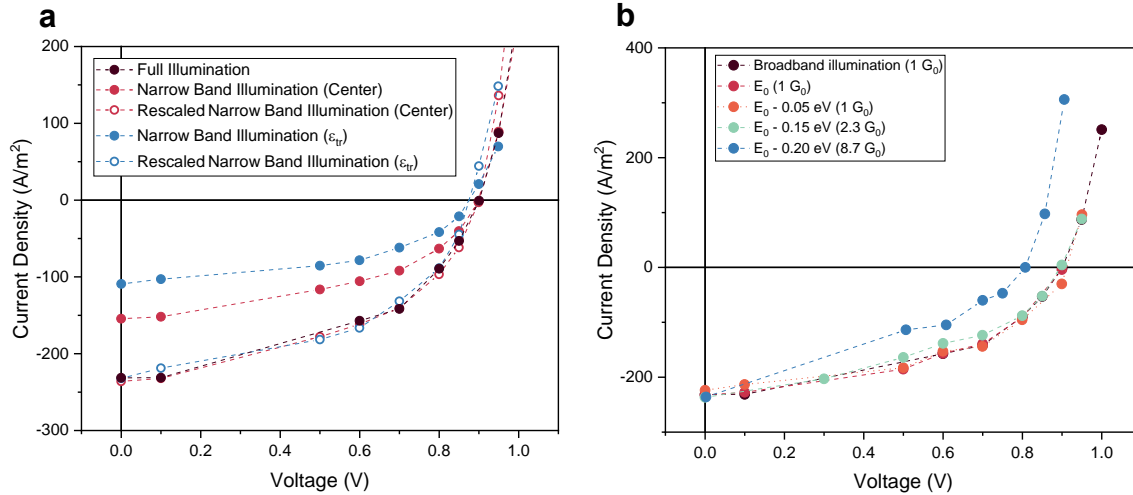 a
200
100
0
-100
-200
-300
0.0 0.2 0.4 0.6 0.8 1.0
Current Density (A/m²)
Voltage (V)
Full Illumination
Narrow Band Illumination (Center)
Rescaled Narrow Band Illumination (Center)
Narrow Band Illumination (εtr)
Rescaled Narrow Band Illumination (εtr)
b
400
200
0
-200
0.0 0.2 0.4 0.6 0.8 1.0
Current Density (A/m²)
Voltage (V)
Broadband illumination (1 G₀)
E₀ (1 G₀)
E₀ - 0.05 eV (1 G₀)
E₀ - 0.15 eV (2.3 G₀)
E₀ - 0.20 eV (8.7 G₀)